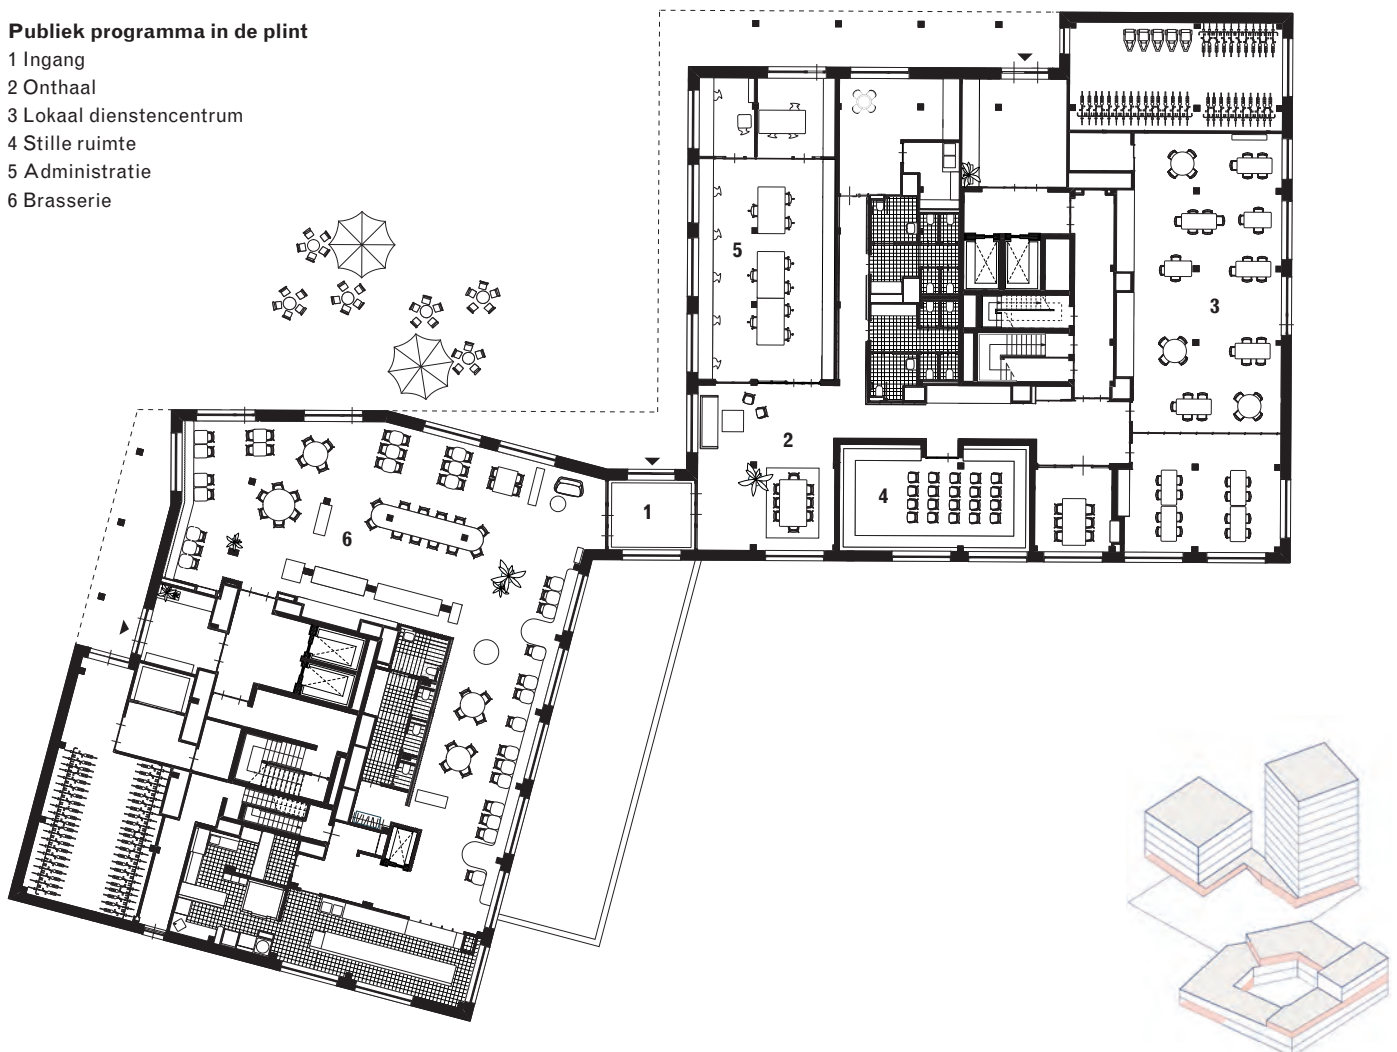 Publiek programma in de plint
1 Ingang
2 Onthaal
3 Lokaal dienstencentrum
4 Stille ruimte
5 Administratie
6 Brasserie
5
3
2
4
1
6